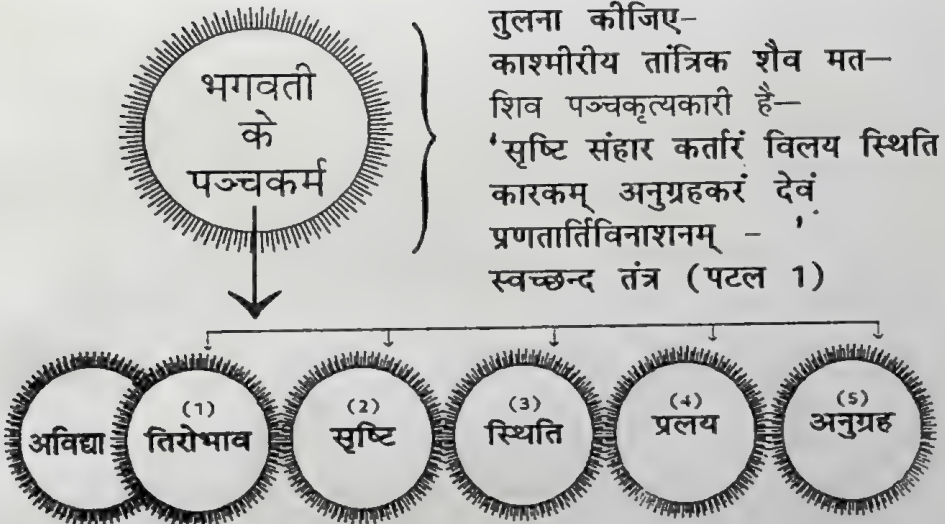 भगवती
के
पञ्चकर्म
तुलना कीजिए–
काश्मीरीय तांत्रिक शैव मत–
शिव पञ्चकृत्यकारी है–
'सृष्टि संहार कर्तारं विलय स्थिति
कारकम् अनुग्रहकरं देवं
प्रणतार्तिविनाशनम् – '
स्वच्छन्द तंत्र (पटल 1)
अविद्या
(1)
तिरोभाव
(2)
सृष्टि
(3)
स्थिति
(4)
प्रलय
(5)
अनुग्रह